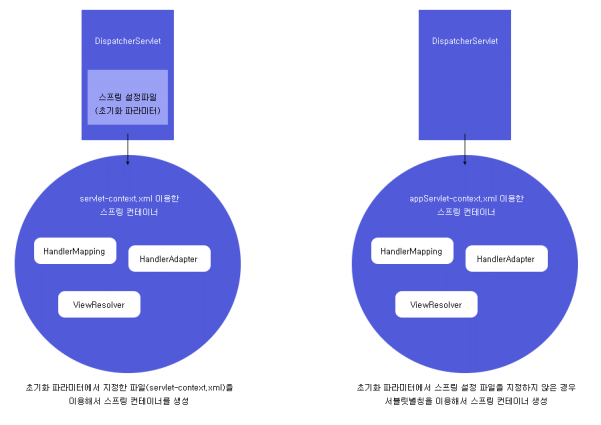 DispatcherServlet
스프링 설정파일
(초기화 파라미터)
servlet-context.xml 이용한
스프링 컨테이너
HandlerMapping
HandlerAdapter
ViewResolver
초기화 파라미터에서 지정한 파일(servlet-context.xml)을
이용해서 스프링 컨테이너를 생성
DispatcherServlet
appServlet-context.xml 이용한
스프링 컨테이너
HandlerMapping
HandlerAdapter
ViewResolver
초기화 파라미터에서 스프링 설정 파일을 지정하지 않은 경우
서블릿별칭을 이용해서 스프링 컨테이너 생성